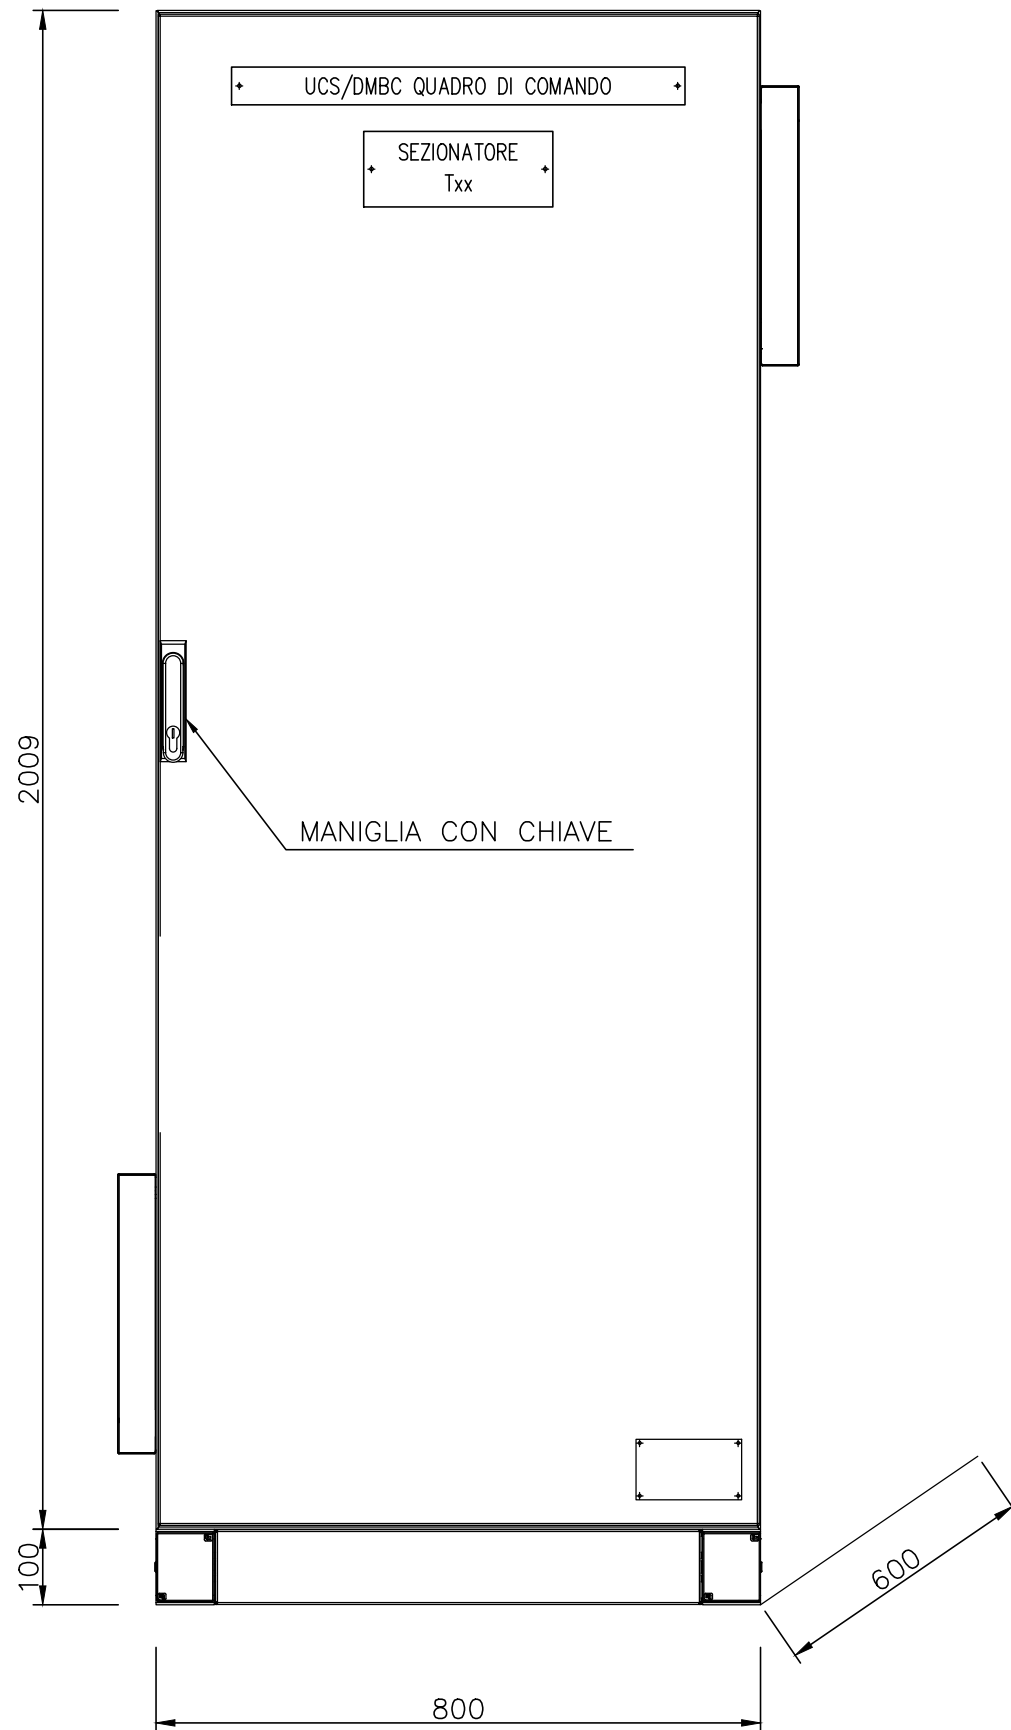 UCS/DMBC QUADRO DI COMANDO
SEZIONATORE
Txx
2009
MANIGLIA CON CHIAVE
100
600
800